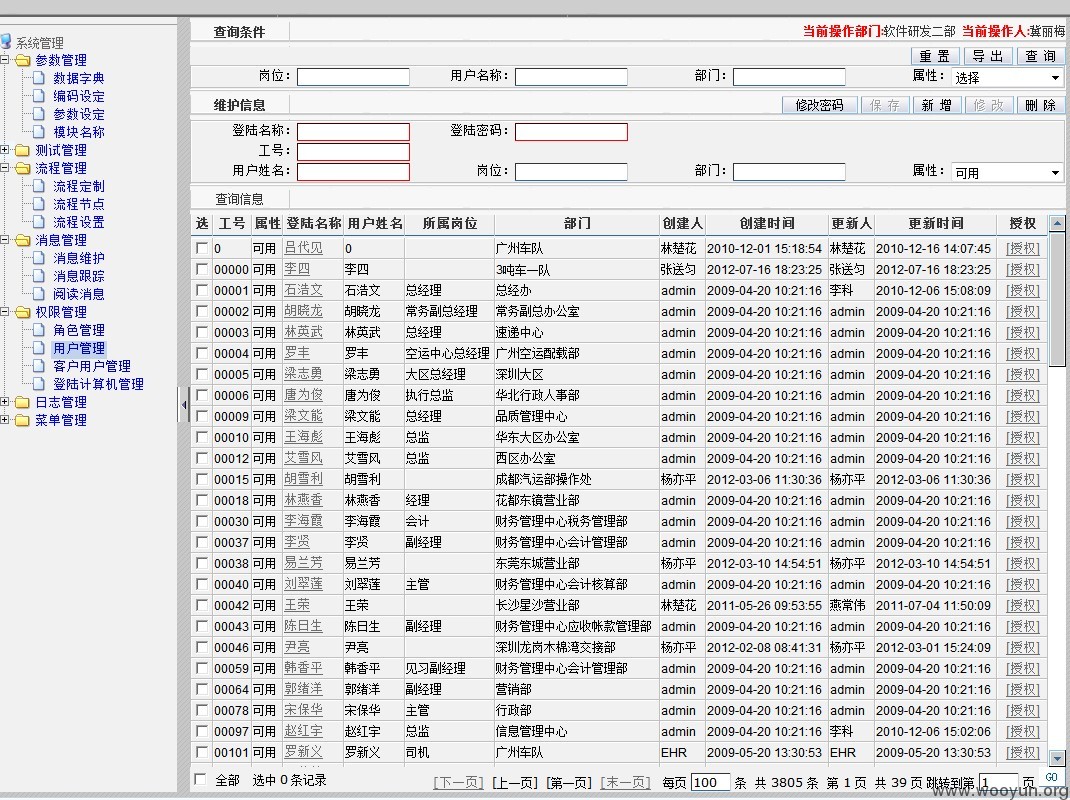 系统管理
参数管理
数据字典
编码设定
参数设定
模块名称
测试管理
流程管理
流程定制
流程节点
流程设置
消息管理
消息维护
消息跟踪
阅读消息
权限管理
角色管理
用户管理
客户用户管理
登陆计算机管理
日志管理
菜单管理
查询条件 当前操作部门:软件研发二部 当前操作人:冀丽梅
重 置 导 出 查 询
岗位: 用户名称: 部门: 属性: 选择
维护信息 修改密码 保 存 新 增 修 改 删 除
登陆名称: 登陆密码:
工号:
用户姓名: 岗位: 部门: 属性: 可用
查询信息
选 工号 属性 登陆名称 用户姓名 所属岗位 部门 创建人 创建时间 更新人 更新时间 授权
0 可用 吕代见 0 广州车队 林楚花 2010-12-01 15:18:54 林楚花 2010-12-16 14:07:45 [授权]
00000 可用 李四 李四 3吨车一队 张送匀 2012-07-16 18:23:25 张送匀 2012-07-16 18:23:25 [授权]
00001 可用 石浩文 石浩文 总经理 总经办 admin 2009-04-20 10:21:16 李科 2010-12-06 15:08:09 [授权]
00002 可用 胡晓龙 胡晓龙 常务副总经理 常务副总办公室 admin 2009-04-20 10:21:16 admin 2009-04-20 10:21:16 [授权]
00003 可用 林英武 林英武 总经理 速递中心 admin 2009-04-20 10:21:16 admin 2009-04-20 10:21:16 [授权]
00004 可用 罗丰 罗丰 空运中心总经理 广州空运配载部 admin 2009-04-20 10:21:16 admin 2009-04-20 10:21:16 [授权]
00005 可用 梁志勇 梁志勇 大区总经理 深圳大区 admin 2009-04-20 10:21:16 admin 2009-04-20 10:21:16 [授权]
00006 可用 唐为俊 唐为俊 执行总监 华北行政人事部 admin 2009-04-20 10:21:16 admin 2009-04-20 10:21:16 [授权]
00009 可用 梁文能 梁文能 总经理 品质管理中心 admin 2009-04-20 10:21:16 admin 2009-04-20 10:21:16 [授权]
00010 可用 王海彪 王海彪 总监 华东大区办公室 admin 2009-04-20 10:21:16 admin 2009-04-20 10:21:16 [授权]
00012 可用 艾雪风 艾雪风 总监 西区办公室 admin 2009-04-20 10:21:16 admin 2009-04-20 10:21:16 [授权]
00015 可用 胡雪利 胡雪利 成都汽运部操作处 杨亦平 2012-03-06 11:30:36 杨亦平 2012-03-06 11:30:36 [授权]
00018 可用 林燕香 林燕香 经理 花都东镜营业部 admin 2009-04-20 10:21:16 admin 2009-04-20 10:21:16 [授权]
00030 可用 李海霞 李海霞 会计 财务管理中心税务管理部 admin 2009-04-20 10:21:16 admin 2009-04-20 10:21:16 [授权]
00037 可用 李贤 李贤 副经理 财务管理中心会计管理部 admin 2009-04-20 10:21:16 admin 2009-04-20 10:21:16 [授权]
00038 可用 易兰芳 易兰芳 东莞东城营业部 杨亦平 2012-03-10 14:54:51 杨亦平 2012-03-10 14:54:51 [授权]
00040 可用 刘翠莲 刘翠莲 主管 财务管理中心会计核算部 admin 2009-04-20 10:21:16 admin 2009-04-20 10:21:16 [授权]
00042 可用 王荣 王荣 长沙星沙营业部 林楚花 2011-05-26 09:53:55 燕常伟 2011-07-04 11:50:09 [授权]
00043 可用 陈日生 陈日生 副经理 财务管理中心应收帐款管理部 admin 2009-04-20 10:21:16 admin 2009-04-20 10:21:16 [授权]
00046 可用 尹亮 尹亮 深圳龙岗木棉湾交接部 杨亦平 2012-02-08 08:41:31 杨亦平 2012-03-01 15:24:09 [授权]
00059 可用 韩香平 韩香平 见习副经理 财务管理中心会计管理部 admin 2009-04-20 10:21:16 admin 2009-04-20 10:21:16 [授权]
00064 可用 郭绪洋 郭绪洋 副经理 营销部 admin 2009-04-20 10:21:16 admin 2009-04-20 10:21:16 [授权]
00078 可用 宋保华 宋保华 主管 行政部 admin 2009-04-20 10:21:16 admin 2009-04-20 10:21:16 [授权]
00097 可用 赵红宇 赵红宇 总监 信息管理中心 admin 2009-04-20 10:21:16 李科 2010-12-06 15:02:06 [授权]
00101 可用 罗新义 罗新义 司机 广州车队 EHR 2009-05-20 13:30:53 EHR 2009-05-20 13:30:53 [授权]
全部 选中 0 条记录 [下一页] [上一页] [第一页] [末一页] 每页 100 条 共 3805 条 第 1 页 共 39 页 跳转到第 1 页 GO
www.wooyun.org